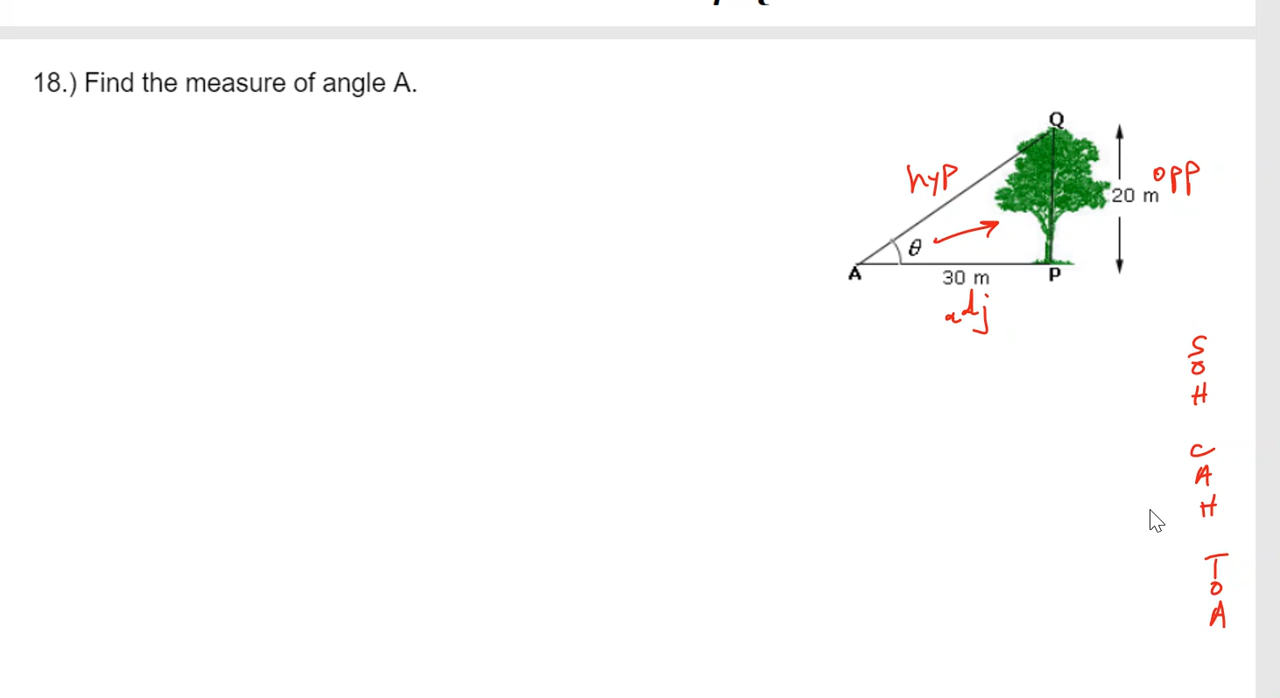 18.) Find the measure of angle A.
Q
hyp
opp
20 m
θ
A
30 m
P
adj
S
O
H
C
A
H
T
O
A